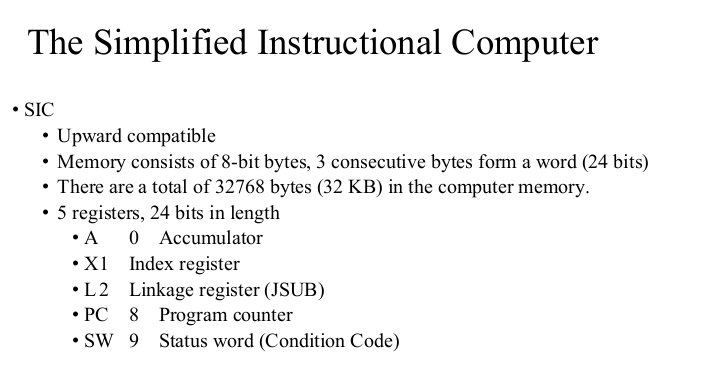 The Simplified Instructional Computer
• SIC
• Upward compatible
• Memory consists of 8-bit bytes, 3 consecutive bytes form a word (24 bits)
• There are a total of 32768 bytes (32 KB) in the computer memory.
• 5 registers, 24 bits in length
• A 0 Accumulator
• X1 Index register
• L2 Linkage register (JSUB)
• PC 8 Program counter
• SW 9 Status word (Condition Code)